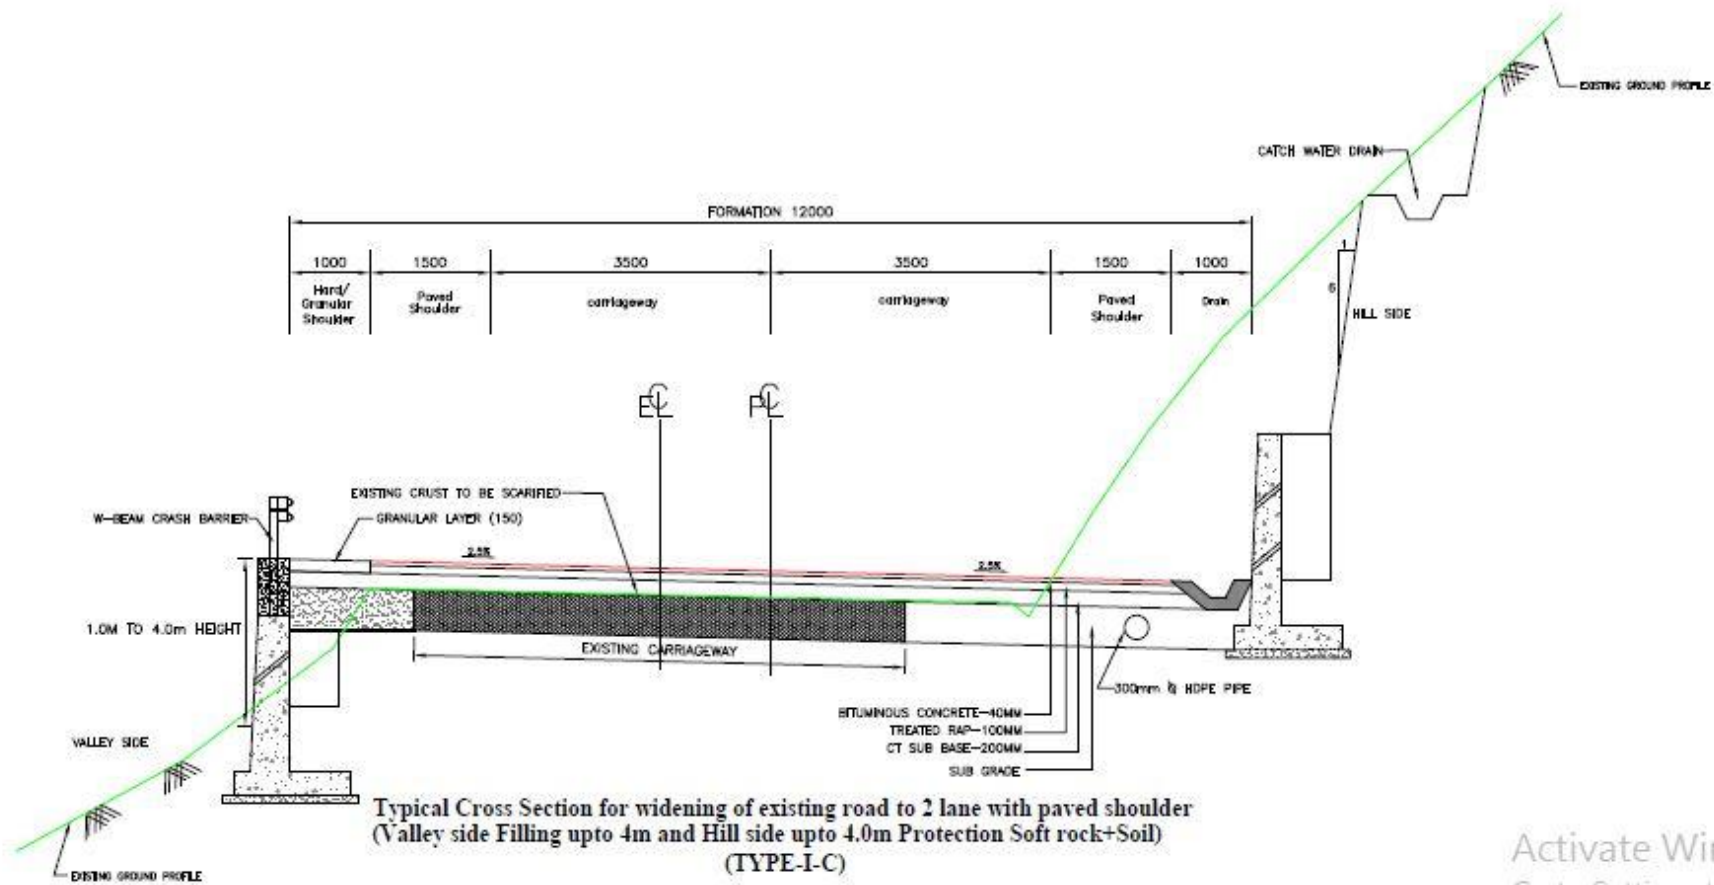 EXISTING GROUND PROFILE
CATCH WATER DRAIN
FORMATION 12000
1000 1500 3500 3500 1500 1000
Hard/
Granular
Shoulder
Paved
Shoulder
carriageway
carriageway
Paved
Shoulder
Drain
1
6
HILL SIDE
E℄
P℄
EXISTING CRUST TO BE SCARIFIED
GRANULAR LAYER (150)
W-BEAM CRASH BARRIER
2.5%
2.5%
1.0M TO 4.0m HEIGHT
EXISTING CARRIAGEWAY
300mm HDPE PIPE
BITUMINOUS CONCRETE-40MM
TREATED RAP-100MM
CT SUB BASE-200MM
SUB GRADE
VALLEY SIDE
Typical Cross Section for widening of existing road to 2 lane with paved shoulder
(Valley side Filling upto 4m and Hill side upto 4.0m Protection Soft rock+Soil)
(TYPE-I-C)
EXISTING GROUND PROFILE
Activate Wi